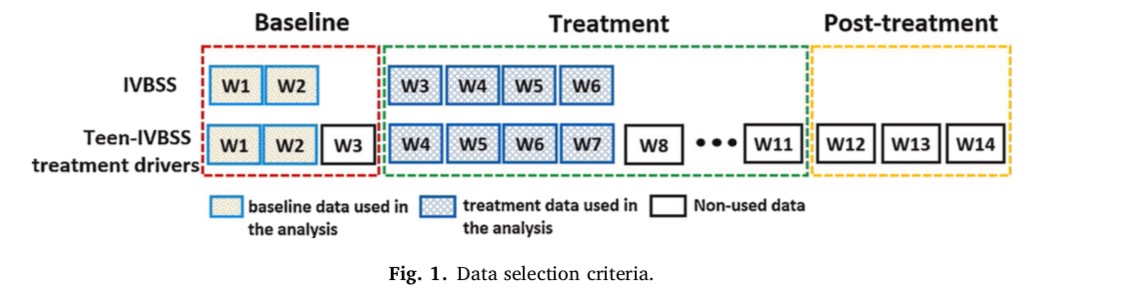 Baseline Treatment Post-treatment
IVBSS W1 W2 W3 W4 W5 W6
Teen-IVBSS
treatment drivers
W1 W2 W3 W4 W5 W6 W7 W8 ••• W11 W12 W13 W14
baseline data used in
the analysis
treatment data used in
the analysis
Non-used data
Fig. 1. Data selection criteria.